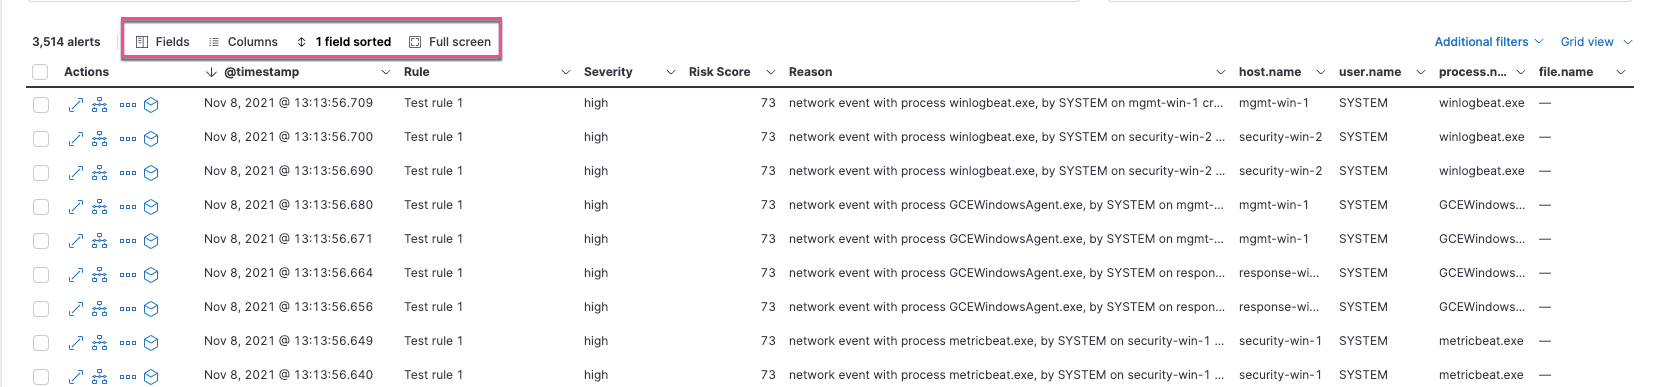 3,514 alerts Fields Columns 1 field sorted Full screen Additional filters Grid view
Actions @timestamp Rule Severity Risk Score Reason host.name user.name process.n... file.name
Nov 8, 2021 @ 13:13:56.709 Test rule 1 high 73 network event with process winlogbeat.exe, by SYSTEM on mgmt-win-1 cr... mgmt-win-1 SYSTEM winlogbeat.exe —
Nov 8, 2021 @ 13:13:56.700 Test rule 1 high 73 network event with process winlogbeat.exe, by SYSTEM on security-win-2 ... security-win-2 SYSTEM winlogbeat.exe —
Nov 8, 2021 @ 13:13:56.690 Test rule 1 high 73 network event with process winlogbeat.exe, by SYSTEM on security-win-2 ... security-win-2 SYSTEM winlogbeat.exe —
Nov 8, 2021 @ 13:13:56.680 Test rule 1 high 73 network event with process GCEWindowsAgent.exe, by SYSTEM on mgmt-... mgmt-win-1 SYSTEM GCEWindows... —
Nov 8, 2021 @ 13:13:56.671 Test rule 1 high 73 network event with process GCEWindowsAgent.exe, by SYSTEM on mgmt-... mgmt-win-1 SYSTEM GCEWindows... —
Nov 8, 2021 @ 13:13:56.664 Test rule 1 high 73 network event with process GCEWindowsAgent.exe, by SYSTEM on respon... response-wi... SYSTEM GCEWindows... —
Nov 8, 2021 @ 13:13:56.656 Test rule 1 high 73 network event with process GCEWindowsAgent.exe, by SYSTEM on respon... response-wi... SYSTEM GCEWindows... —
Nov 8, 2021 @ 13:13:56.649 Test rule 1 high 73 network event with process metricbeat.exe, by SYSTEM on security-win-1 ... security-win-1 SYSTEM metricbeat.exe —
Nov 8, 2021 @ 13:13:56.640 Test rule 1 high 73 network event with process metricbeat.exe, by SYSTEM on security-win-1 ... security-win-1 SYSTEM metricbeat.exe —